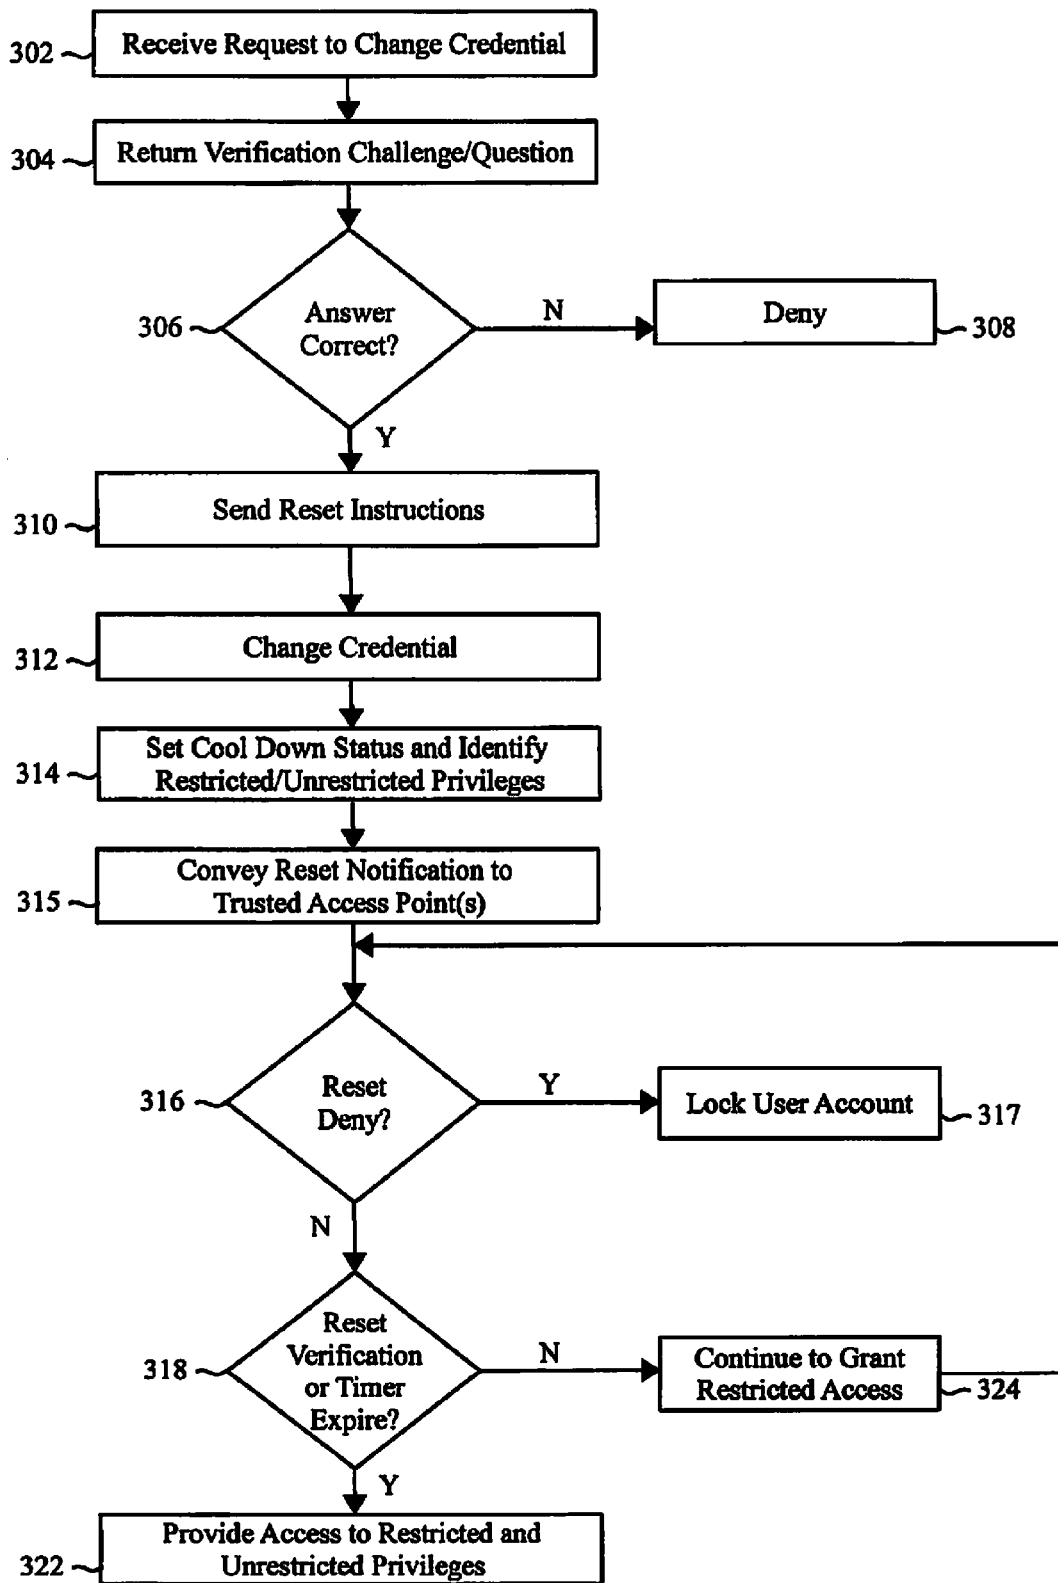 302
Receive Request to Change Credential
304
Return Verification Challenge/Question
306
Answer
Correct?
N
Deny
308
Y
310
Send Reset Instructions
312
Change Credential
314
Set Cool Down Status and Identify
Restricted/Unrestricted Privileges
315
Convey Reset Notification to
Trusted Access Point(s)
316
Reset
Deny?
Y
Lock User Account
317
N
318
Reset
Verification
or Timer
Expire?
N
Continue to Grant
Restricted Access
324
Y
322
Provide Access to Restricted and
Unrestricted Privileges